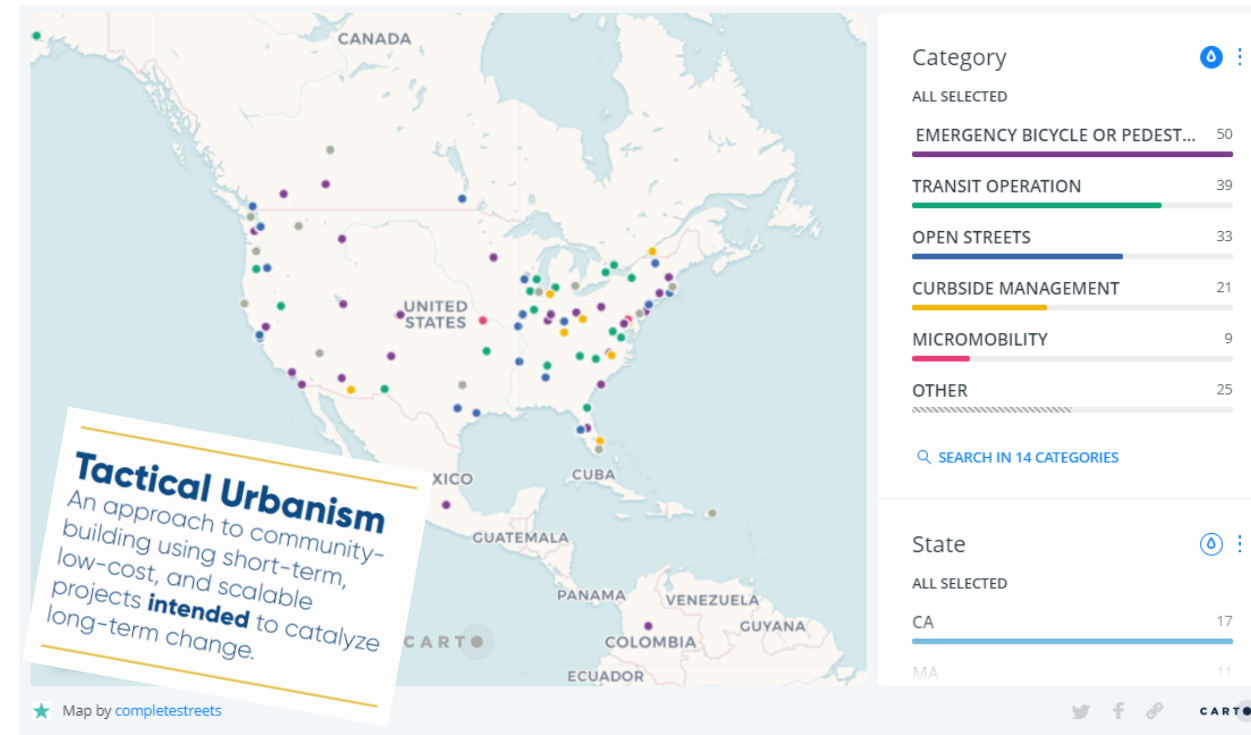 CANADA
UNITED
STATES
XICO
CUBA
GUATEMALA
PANAMA
VENEZUELA
GUYANA
COLOMBIA
ECUADOR
CARTO
Tactical Urbanism
An approach to community-
building using short-term,
low-cost, and scalable
projects intended to catalyze
long-term change.
Category
ALL SELECTED
EMERGENCY BICYCLE OR PEDEST... 50
TRANSIT OPERATION 39
OPEN STREETS 33
CURBSIDE MANAGEMENT 21
MICROMOBILITY 9
OTHER 25
SEARCH IN 14 CATEGORIES
State
ALL SELECTED
CA 17
MA 11
Map by completestreets
CARTO